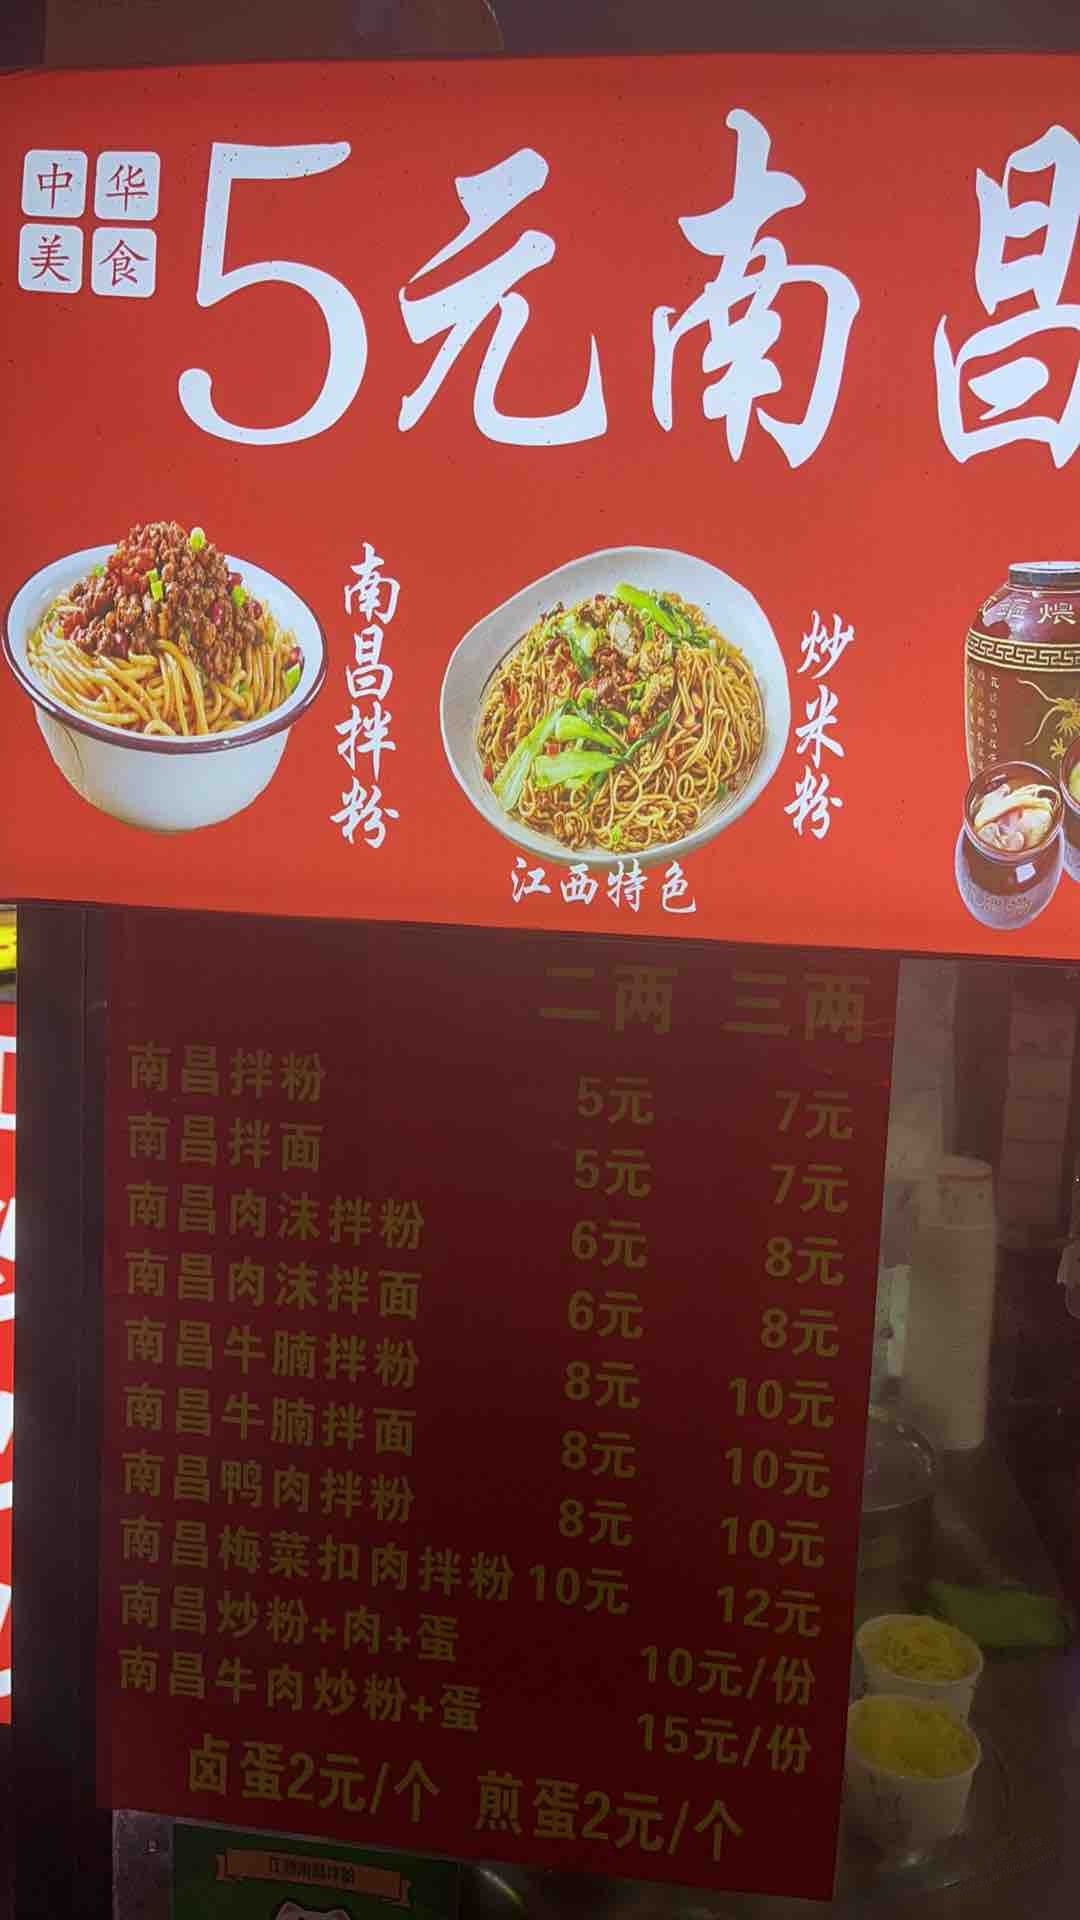 中华
美食
5元南昌
南昌拌粉
炒米粉
江西特色
煨
二两 三两
南昌拌粉 5元 7元
南昌拌面 5元 7元
南昌肉沫拌粉 6元 8元
南昌肉沫拌面 6元 8元
南昌牛腩拌粉 8元 10元
南昌牛腩拌面 8元 10元
南昌鸭肉拌粉 8元 10元
南昌梅菜扣肉拌粉 10元 12元
南昌炒粉+肉+蛋 10元/份
南昌牛肉炒粉+蛋 15元/份
卤蛋2元/个 煎蛋2元/个